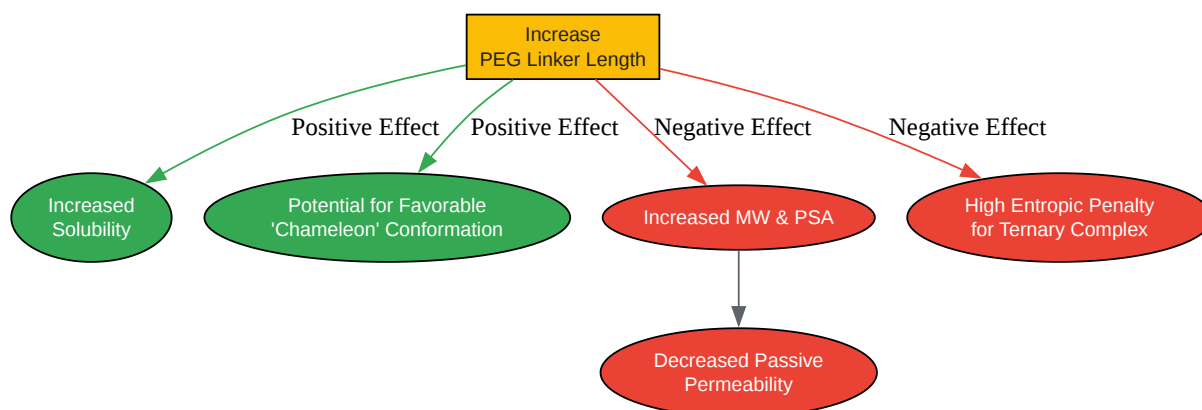 Increase
PEG Linker Length
Positive Effect
Positive Effect
Negative Effect
Negative Effect
Increased
Solubility
Potential for Favorable
'Chameleon' Conformation
Increased MW & PSA
High Entropic Penalty
for Ternary Complex
Decreased Passive
Permeability